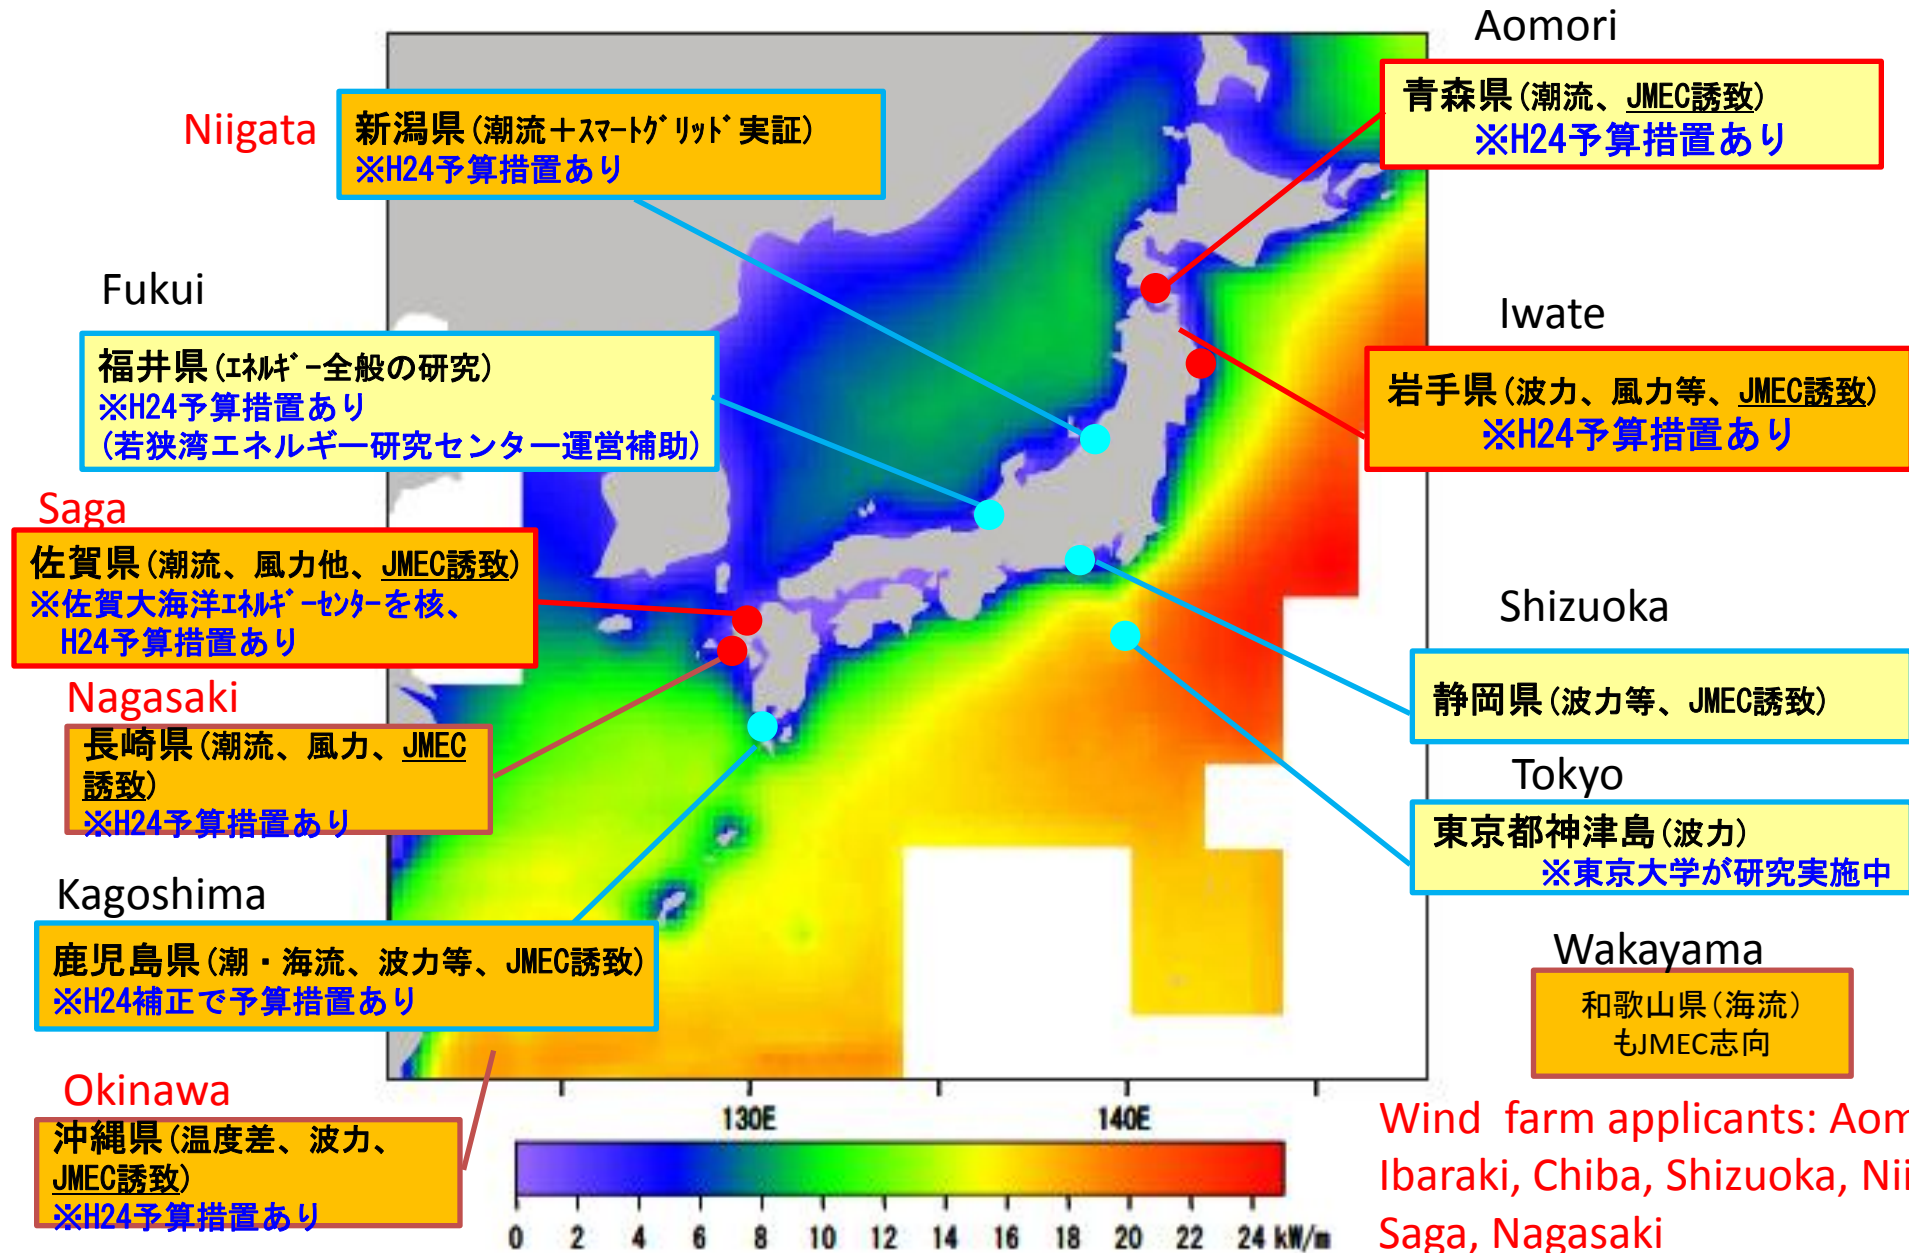 Aomori
青森県(潮流、JMEC誘致)
※H24予算措置あり
Niigata
新潟県(潮流+ｽﾏｰﾄｸﾞﾘｯﾄﾞ実証)
※H24予算措置あり
Fukui
福井県(ｴﾈﾙｷﾞｰ全般の研究)
※H24予算措置あり
(若狭湾エネルギー研究センター運営補助)
Iwate
岩手県(波力、風力等、JMEC誘致)
※H24予算措置あり
Saga
佐賀県(潮流、風力他、JMEC誘致)
※佐賀大海洋ｴﾈﾙｷﾞｰｾﾝﾀｰを核、
H24予算措置あり
Shizuoka
静岡県(波力等、JMEC誘致)
Nagasaki
長崎県(潮流、風力、JMEC
誘致)
※H24予算措置あり
Tokyo
東京都神津島(波力)
※東京大学が研究実施中
Kagoshima
鹿児島県(潮・海流、波力等、JMEC誘致)
※H24補正で予算措置あり
Wakayama
和歌山県(海流)
もJMEC志向
Okinawa
沖縄県(温度差、波力、
JMEC誘致)
※H24予算措置あり
130E 140E
0 2 4 6 8 10 12 14 16 18 20 22 24 kW/m
Wind farm applicants: Aom
Ibaraki, Chiba, Shizuoka, Nii
Saga, Nagasaki